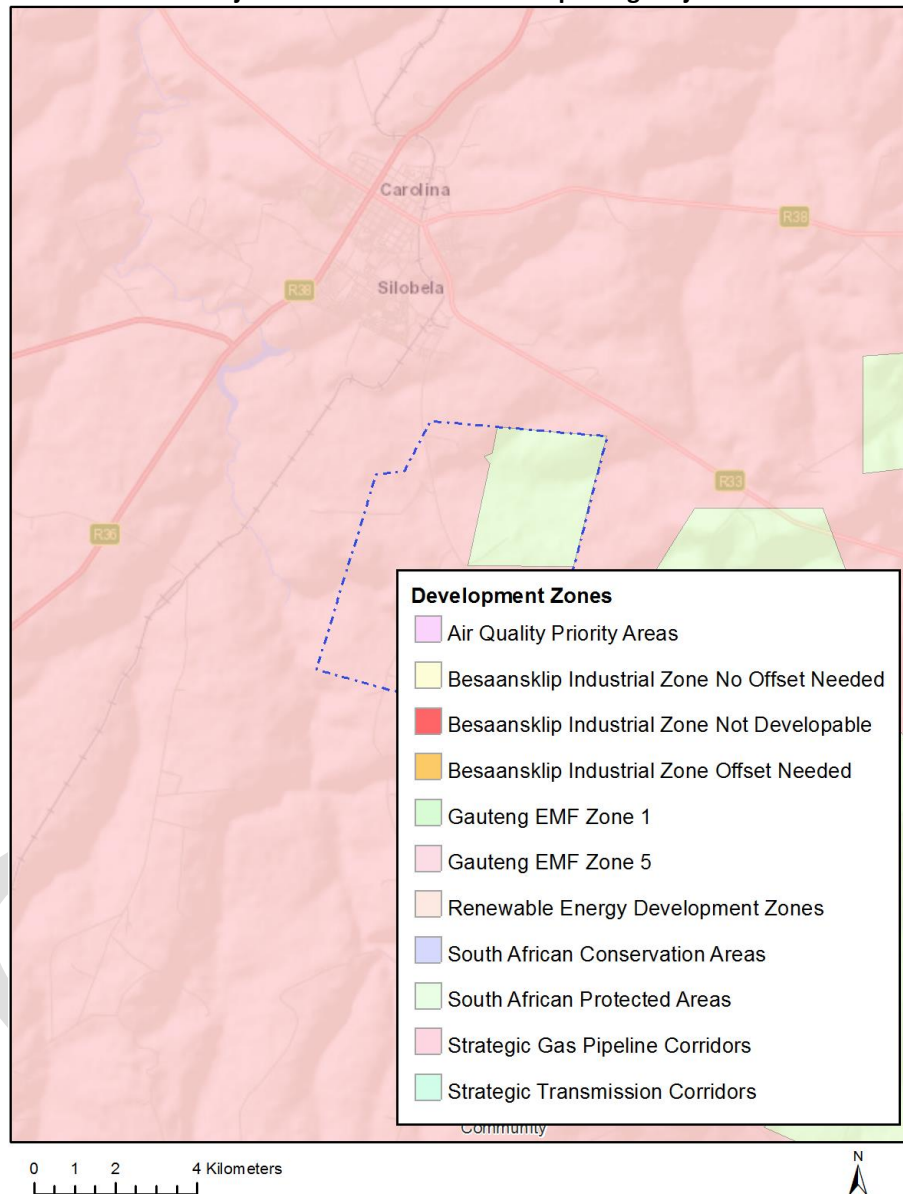 Carolina
R38
Silobela
R38
R33
R36
Development Zones
Air Quality Priority Areas
Besaansklip Industrial Zone No Offset Needed
Besaansklip Industrial Zone Not Developable
Besaansklip Industrial Zone Offset Needed
Gauteng EMF Zone 1
Gauteng EMF Zone 5
Renewable Energy Development Zones
South African Conservation Areas
South African Protected Areas
Strategic Gas Pipeline Corridors
Strategic Transmission Corridors
Community
0 1 2 4 Kilometers
N